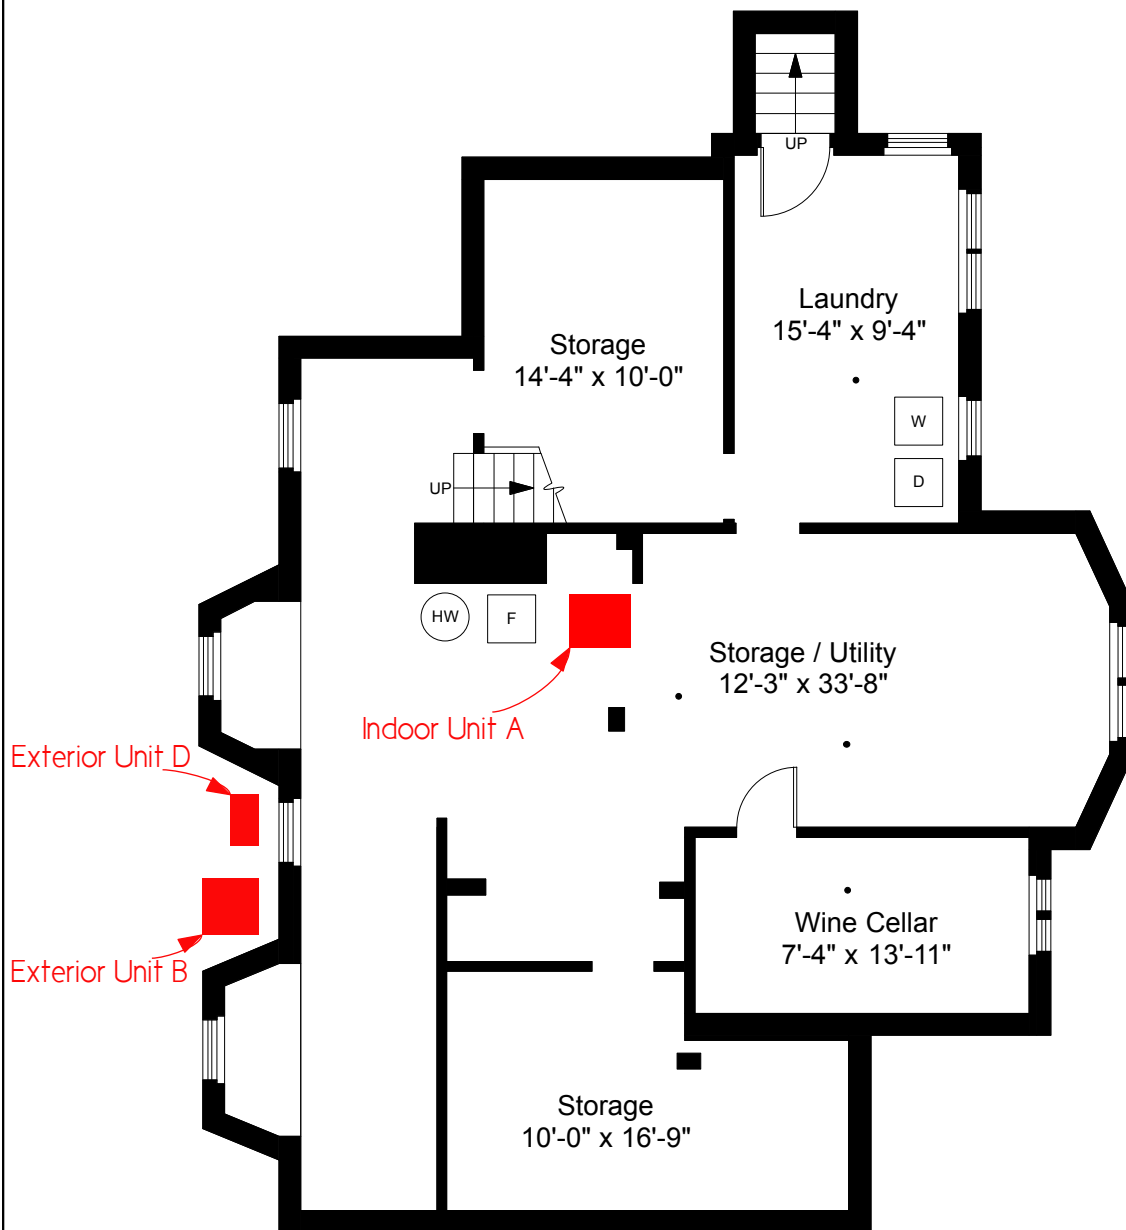 UP
Laundry
15'-4" x 9'-4"
Storage
14'-4" x 10'-0"
W
D
UP
HW
F
Storage / Utility
12'-3" x 33'-8"
Indoor Unit A
Exterior Unit D
Wine Cellar
7'-4" x 13'-11"
Exterior Unit B
Storage
10'-0" x 16'-9"